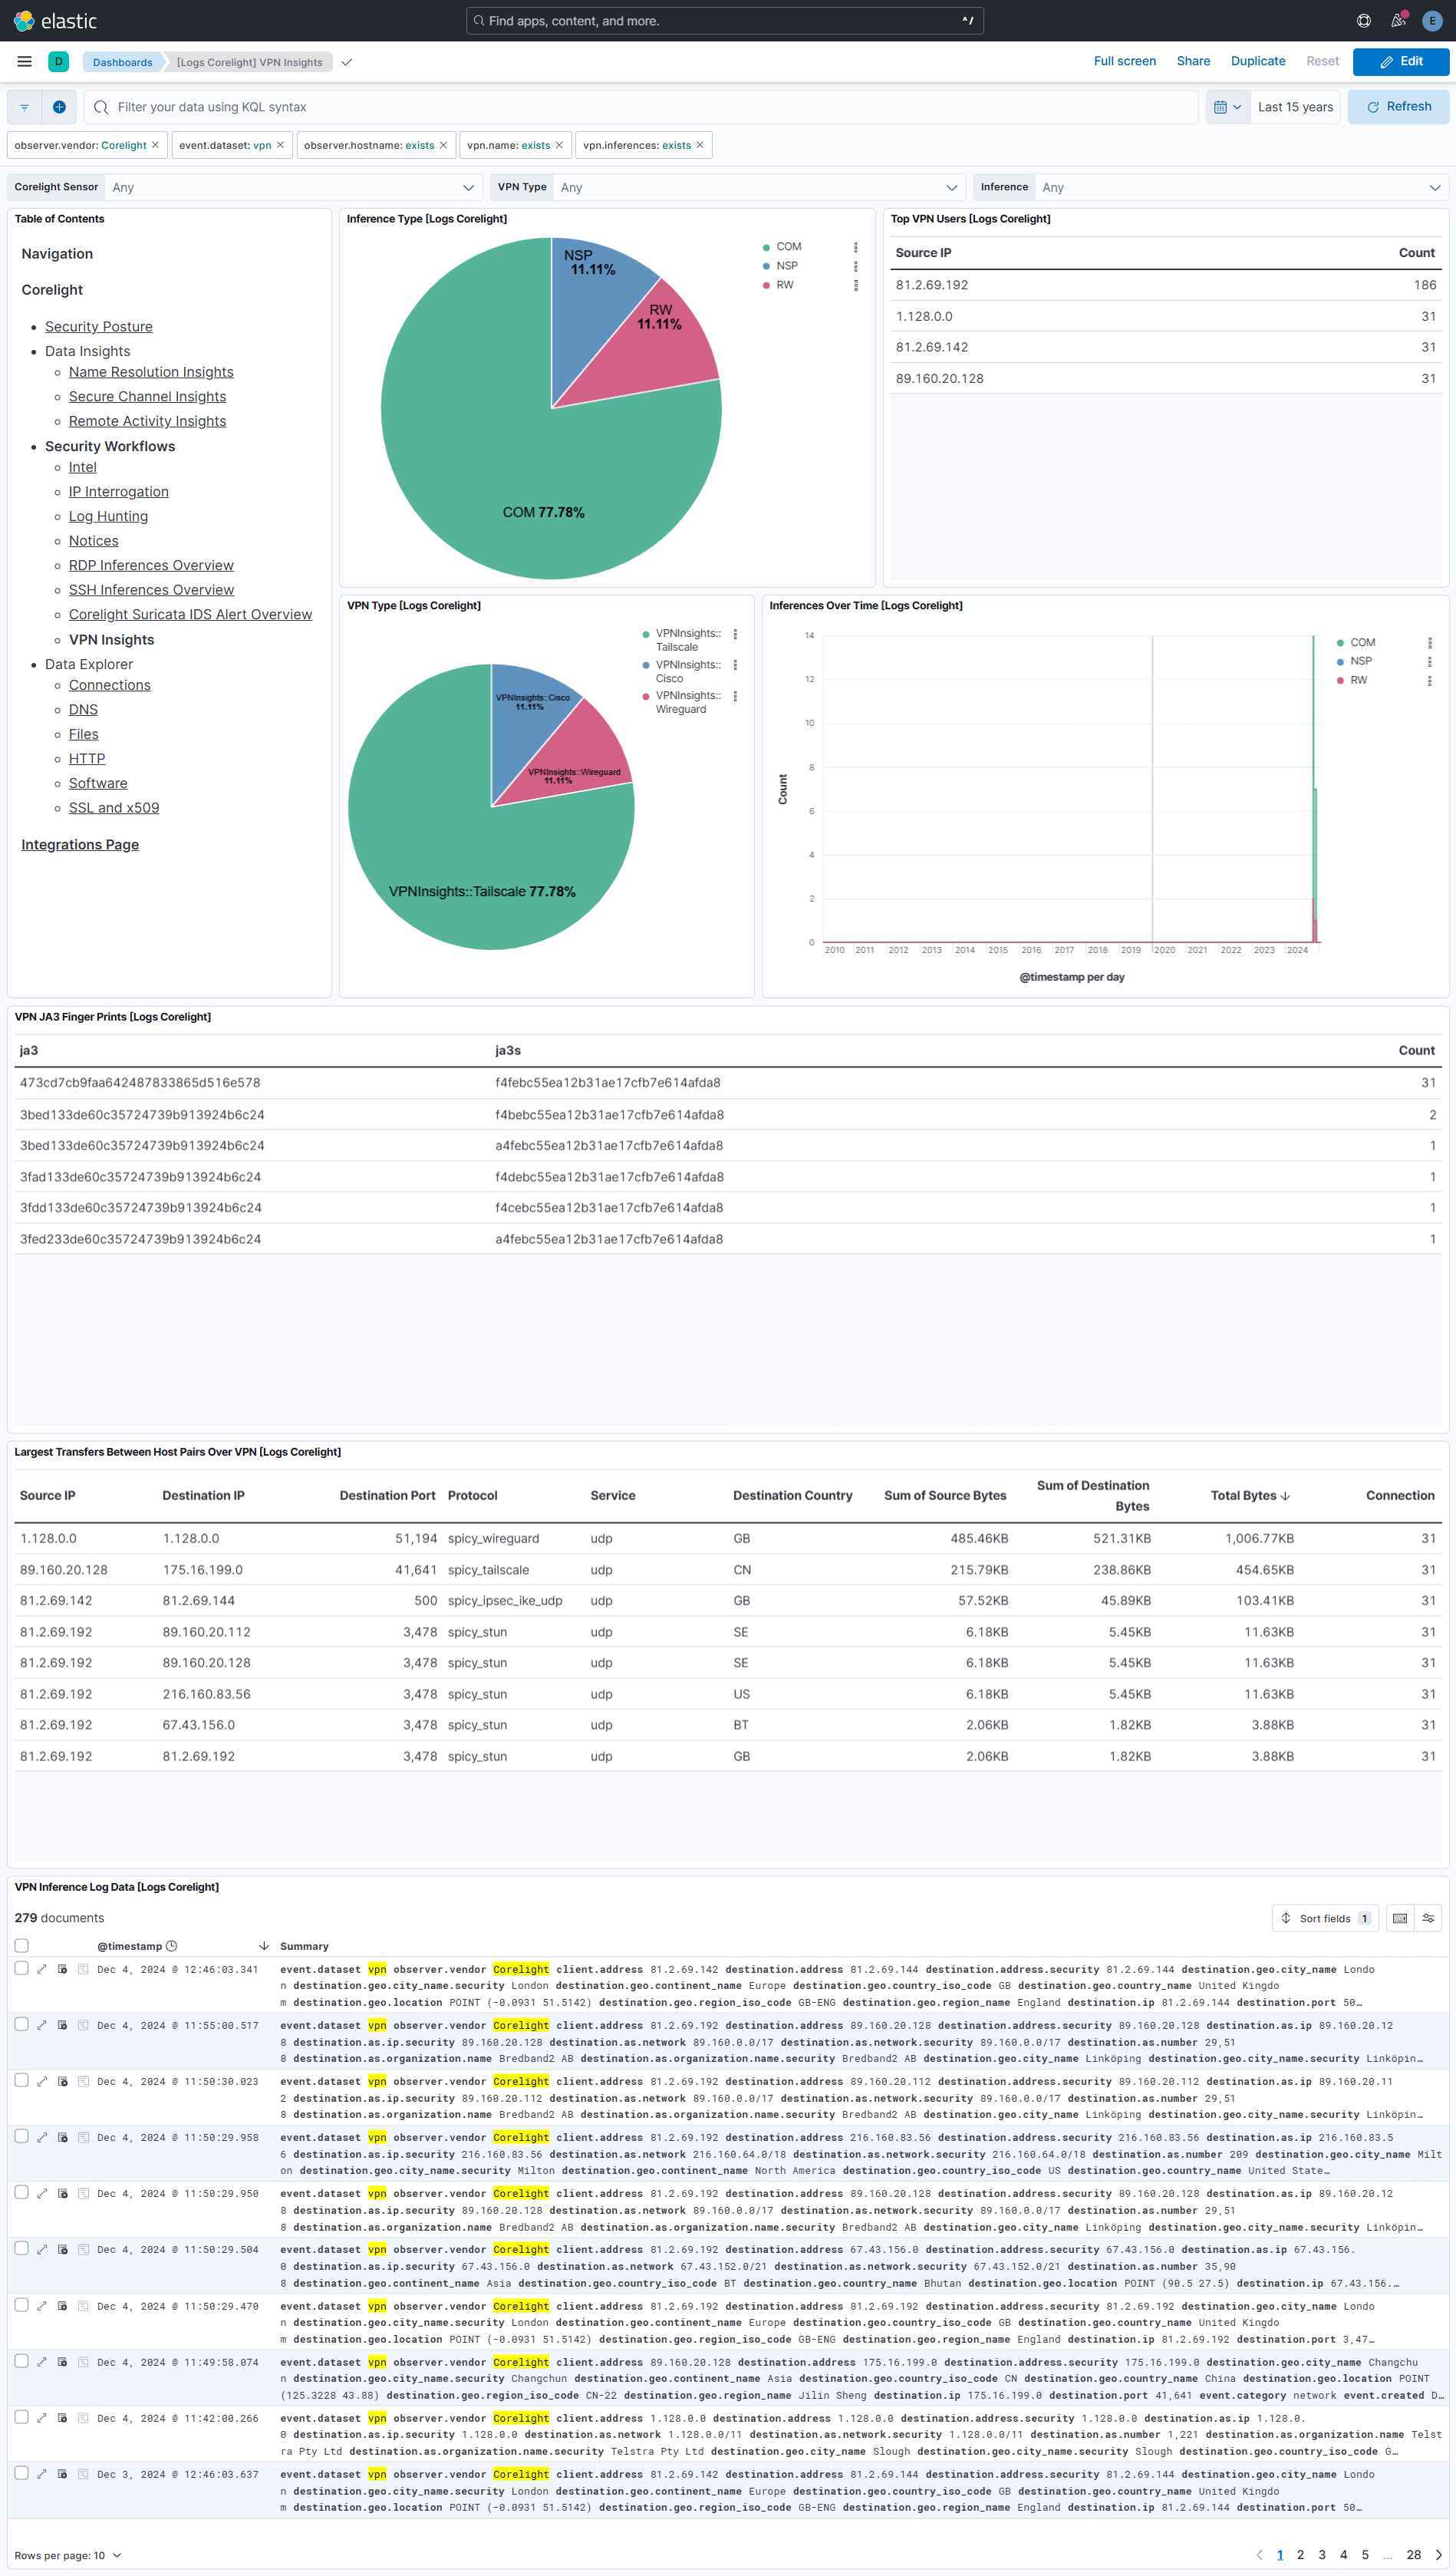 elastic
Find apps, content, and more.
^/
E
D
Dashboards
[Logs Corelight] VPN Insights
Full screen
Share
Duplicate
Reset
Edit
Filter your data using KQL syntax
Last 15 years
Refresh
observer.vendor: Corelight ×
event.dataset: vpn ×
observer.hostname: exists ×
vpn.name: exists ×
vpn.inferences: exists ×
Corelight Sensor Any
VPN Type Any
Inference Any
Table of Contents
Navigation
Corelight
• Security Posture
• Data Insights
Name Resolution Insights
Secure Channel Insights
Remote Activity Insights
• Security Workflows
Intel
IP Interrogation
Log Hunting
Notices
RDP Inferences Overview
SSH Inferences Overview
Corelight Suricata IDS Alert Overview
VPN Insights
• Data Explorer
Connections
DNS
Files
HTTP
Software
SSL and x509
Integrations Page
Inference Type [Logs Corelight]
NSP
11.11%
RW
11.11%
COM 77.78%
COM
NSP
RW
Top VPN Users [Logs Corelight]
Source IP Count
81.2.69.192 186
1.128.0.0 31
81.2.69.142 31
89.160.20.128 31
VPN Type [Logs Corelight]
VPNInsights::Cisco
11.11%
VPNInsights::Wireguard
11.11%
VPNInsights::Tailscale 77.78%
VPNInsights::
Tailscale
VPNInsights::
Cisco
VPNInsights::
Wireguard
Inferences Over Time [Logs Corelight]
14
12
10
8
6
4
2
0
Count
2010 2011 2012 2013 2014 2015 2016 2017 2018 2019 2020 2021 2022 2023 2024
@timestamp per day
COM
NSP
RW
VPN JA3 Finger Prints [Logs Corelight]
ja3 ja3s Count
473cd7cb9faa642487833865d516e578 f4febc55ea12b31ae17cfb7e614afda8 31
3bed133de60c35724739b913924b6c24 f4bebc55ea12b31ae17cfb7e614afda8 2
3bed133de60c35724739b913924b6c24 a4febc55ea12b31ae17cfb7e614afda8 1
3fad133de60c35724739b913924b6c24 f4debc55ea12b31ae17cfb7e614afda8 1
3fdd133de60c35724739b913924b6c24 f4cebc55ea12b31ae17cfb7e614afda8 1
3fed233de60c35724739b913924b6c24 a4febc55ea12b31ae17cfb7e614afda8 1
Largest Transfers Between Host Pairs Over VPN [Logs Corelight]
Source IP Destination IP Destination Port Protocol Service Destination Country Sum of Source Bytes Sum of Destination Bytes Total Bytes ↓ Connection
1.128.0.0 1.128.0.0 51,194 spicy_wireguard udp GB 485.46KB 521.31KB 1,006.77KB 31
89.160.20.128 175.16.199.0 41,641 spicy_tailscale udp CN 215.79KB 238.86KB 454.65KB 31
81.2.69.142 81.2.69.144 500 spicy_ipsec_ike_udp udp GB 57.52KB 45.89KB 103.41KB 31
81.2.69.192 89.160.20.112 3,478 spicy_stun udp SE 6.18KB 5.45KB 11.63KB 31
81.2.69.192 89.160.20.128 3,478 spicy_stun udp SE 6.18KB 5.45KB 11.63KB 31
81.2.69.192 216.160.83.56 3,478 spicy_stun udp US 6.18KB 5.45KB 11.63KB 31
81.2.69.192 67.43.156.0 3,478 spicy_stun udp BT 2.06KB 1.82KB 3.88KB 31
81.2.69.192 81.2.69.192 3,478 spicy_stun udp GB 2.06KB 1.82KB 3.88KB 31
VPN Inference Log Data [Logs Corelight]
279 documents
Sort fields 1
@timestamp ↓ Summary
Dec 4, 2024 @ 12:46:03.341 event.dataset vpn observer.vendor Corelight client.address 81.2.69.142 destination.address 81.2.69.144 destination.address.security 81.2.69.144 destination.geo.city_name Londo
n destination.geo.city_name.security London destination.geo.continent_name Europe destination.geo.country_iso_code GB destination.geo.country_name United Kingdo
m destination.geo.location POINT (-0.0931 51.5142) destination.geo.region_iso_code GB-ENG destination.geo.region_name England destination.ip 81.2.69.144 destination.port 50…
Dec 4, 2024 @ 11:55:00.517 event.dataset vpn observer.vendor Corelight client.address 81.2.69.192 destination.address 89.160.20.128 destination.address.security 89.160.20.128 destination.as.ip 89.160.20.12
8 destination.as.ip.security 89.160.20.128 destination.as.network 89.160.0.0/17 destination.as.network.security 89.160.0.0/17 destination.as.number 29,51
8 destination.as.organization.name Bredband2 AB destination.as.organization.name.security Bredband2 AB destination.geo.city_name Linköping destination.geo.city_name.security Linköpin…
Dec 4, 2024 @ 11:50:30.023 event.dataset vpn observer.vendor Corelight client.address 81.2.69.192 destination.address 89.160.20.112 destination.address.security 89.160.20.112 destination.as.ip 89.160.20.11
2 destination.as.ip.security 89.160.20.112 destination.as.network 89.160.0.0/17 destination.as.network.security 89.160.0.0/17 destination.as.number 29,51
8 destination.as.organization.name Bredband2 AB destination.as.organization.name.security Bredband2 AB destination.geo.city_name Linköping destination.geo.city_name.security Linköpin…
Dec 4, 2024 @ 11:50:29.958 event.dataset vpn observer.vendor Corelight client.address 81.2.69.192 destination.address 216.160.83.56 destination.address.security 216.160.83.56 destination.as.ip 216.160.83.5
6 destination.as.ip.security 216.160.83.56 destination.as.network 216.160.64.0/18 destination.as.network.security 216.160.64.0/18 destination.as.number 209 destination.geo.city_name Milt
on destination.geo.city_name.security Milton destination.geo.continent_name North America destination.geo.country_iso_code US destination.geo.country_name United State…
Dec 4, 2024 @ 11:50:29.950 event.dataset vpn observer.vendor Corelight client.address 81.2.69.192 destination.address 89.160.20.128 destination.address.security 89.160.20.128 destination.as.ip 89.160.20.12
8 destination.as.ip.security 89.160.20.128 destination.as.network 89.160.0.0/17 destination.as.network.security 89.160.0.0/17 destination.as.number 29,51
8 destination.as.organization.name Bredband2 AB destination.as.organization.name.security Bredband2 AB destination.geo.city_name Linköping destination.geo.city_name.security Linköpin…
Dec 4, 2024 @ 11:50:29.504 event.dataset vpn observer.vendor Corelight client.address 81.2.69.192 destination.address 67.43.156.0 destination.address.security 67.43.156.0 destination.as.ip 67.43.156.
0 destination.as.ip.security 67.43.156.0 destination.as.network 67.43.152.0/21 destination.as.network.security 67.43.152.0/21 destination.as.number 35,90
8 destination.geo.continent_name Asia destination.geo.country_iso_code BT destination.geo.country_name Bhutan destination.geo.location POINT (90.5 27.5) destination.ip 67.43.156.…
Dec 4, 2024 @ 11:50:29.470 event.dataset vpn observer.vendor Corelight client.address 81.2.69.192 destination.address 81.2.69.192 destination.address.security 81.2.69.192 destination.geo.city_name Londo
n destination.geo.city_name.security London destination.geo.continent_name Europe destination.geo.country_iso_code GB destination.geo.country_name United Kingdo
m destination.geo.location POINT (-0.0931 51.5142) destination.geo.region_iso_code GB-ENG destination.geo.region_name England destination.ip 81.2.69.192 destination.port 3,47…
Dec 4, 2024 @ 11:49:58.074 event.dataset vpn observer.vendor Corelight client.address 89.160.20.128 destination.address 175.16.199.0 destination.address.security 175.16.199.0 destination.geo.city_name Changchu
n destination.geo.city_name.security Changchun destination.geo.continent_name Asia destination.geo.country_iso_code CN destination.geo.country_name China destination.geo.location POINT
(125.3228 43.88) destination.geo.region_iso_code CN-22 destination.geo.region_name Jilin Sheng destination.ip 175.16.199.0 destination.port 41,641 event.category network event.created D…
Dec 4, 2024 @ 11:42:00.266 event.dataset vpn observer.vendor Corelight client.address 1.128.0.0 destination.address 1.128.0.0 destination.address.security 1.128.0.0 destination.as.ip 1.128.0.
0 destination.as.ip.security 1.128.0.0 destination.as.network 1.128.0.0/11 destination.as.network.security 1.128.0.0/11 destination.as.number 1,221 destination.as.organization.name Telst
ra Pty Ltd destination.as.organization.name.security Telstra Pty Ltd destination.geo.city_name Slough destination.geo.city_name.security Slough destination.geo.country_iso_code G…
Dec 3, 2024 @ 12:46:03.637 event.dataset vpn observer.vendor Corelight client.address 81.2.69.142 destination.address 81.2.69.144 destination.address.security 81.2.69.144 destination.geo.city_name Londo
n destination.geo.city_name.security London destination.geo.continent_name Europe destination.geo.country_iso_code GB destination.geo.country_name United Kingdo
m destination.geo.location POINT (-0.0931 51.5142) destination.geo.region_iso_code GB-ENG destination.geo.region_name England destination.ip 81.2.69.144 destination.port 50…
Rows per page: 10
‹ 1 2 3 4 5 … 28 ›